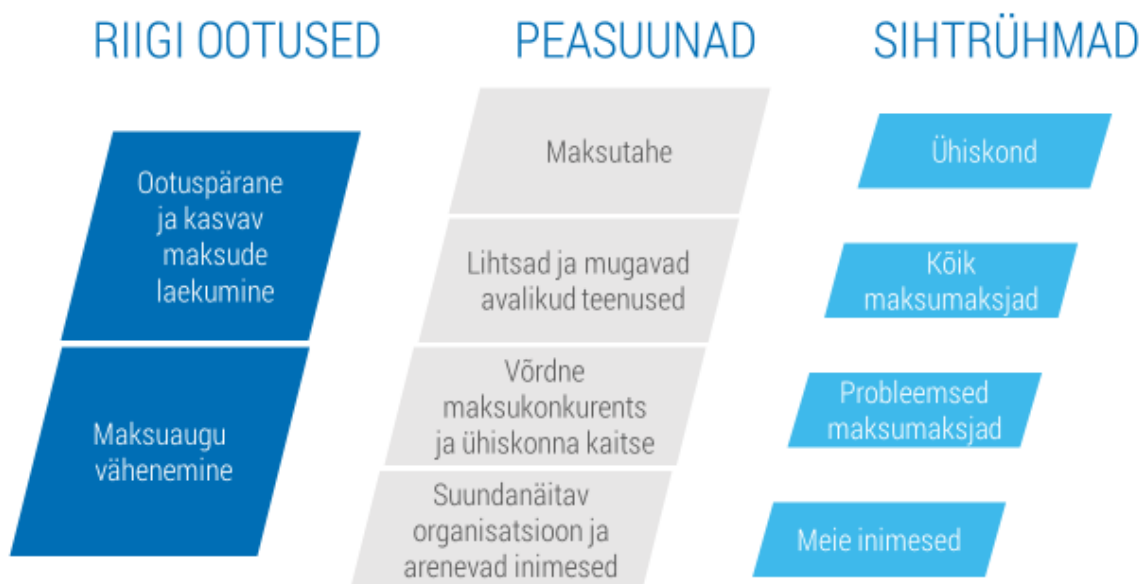 RIIGI OOTUSED
PEASUUNAD
SIHTRÜHMAD
Ootuspärane
ja kasvav
maksude
laekumine
Maksuaugu
vähenemine
Maksutahe
Lihtsad ja mugavad
avalikud teenused
Võrdne
maksukonkurents
ja ühiskonna kaitse
Suundanäitav
organisatsioon ja
arenevad inimesed
Ühiskond
Kõik
maksumaksjad
Probleemsed
maksumaksjad
Meie inimesed